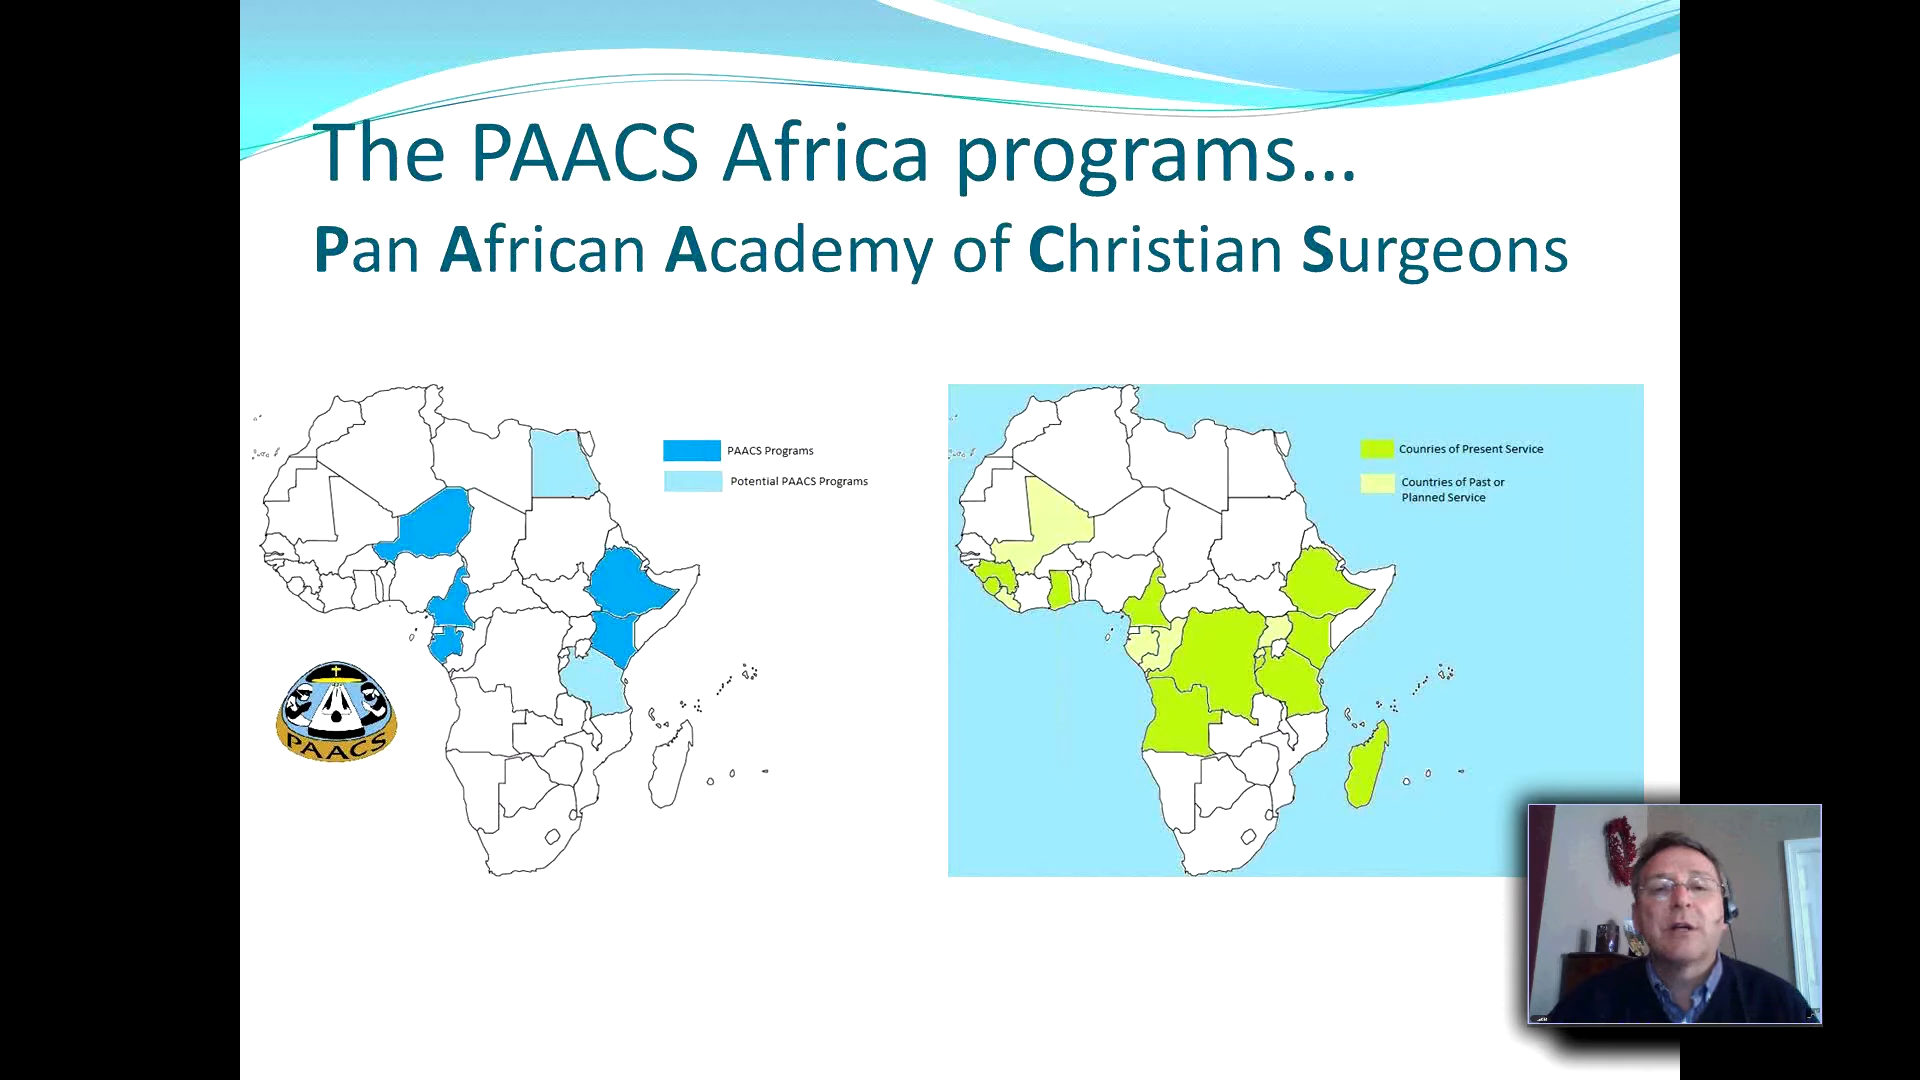 The PAACS Africa programs…
Pan African Academy of Christian Surgeons
PAACS Programs
Potential PAACS Programs
PAACS
Counries of Present Service
Countries of Past or
Planned Service